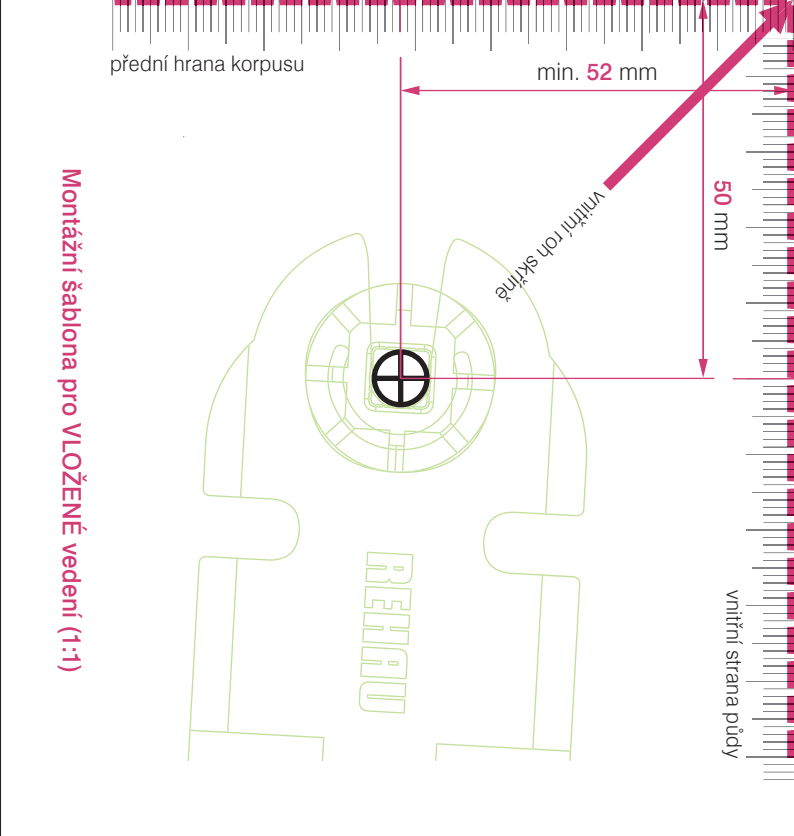 přední hrana korpusu
min. 52 mm
50 mm
vnitřní roh skříně
Montážní šablona pro VLOŽENÉ vedení (1:1)
REHAU
vnitřní strana půdy